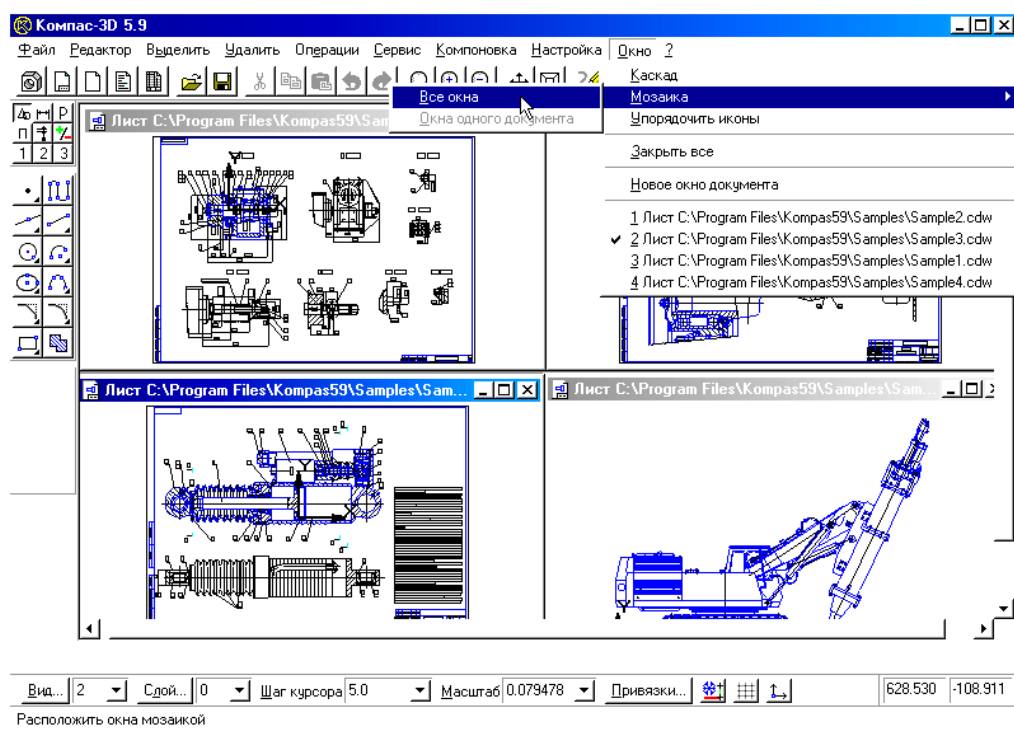 Компас-3D 5.9
Файл Редактор Выделить Удалить Операции Сервис Компоновка Настройка Окно ?
Каскад
Мозаика
Упорядочить иконы
Закрыть все
Новое окно документа
1 Лист C:\Program Files\Kompas59\Samples\Sample2.cdw
2 Лист C:\Program Files\Kompas59\Samples\Sample3.cdw
3 Лист C:\Program Files\Kompas59\Samples\Sample1.cdw
4 Лист C:\Program Files\Kompas59\Samples\Sample4.cdw
Все окна
Окна одного документа
P
П
1 2 3
Лист C:\Program Files\Kompas59\Sam
Лист C:\Program Files\Kompas59\Samples\Sam...
Лист C:\Program Files\Kompas59\Samples\Sam...
Вид... 2 Слой... 0 Шаг курсора 5.0 Масштаб 0.079478 Привязки... 628.530 -108.911
Расположить окна мозаикой